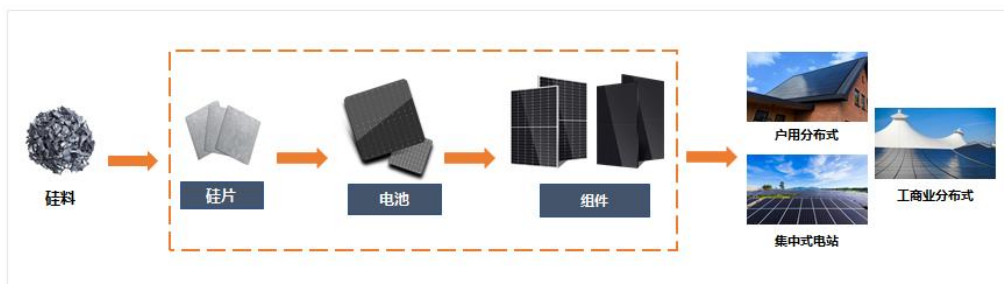 硅料
硅片
电池
组件
户用分布式
集中式电站
工商业分布式